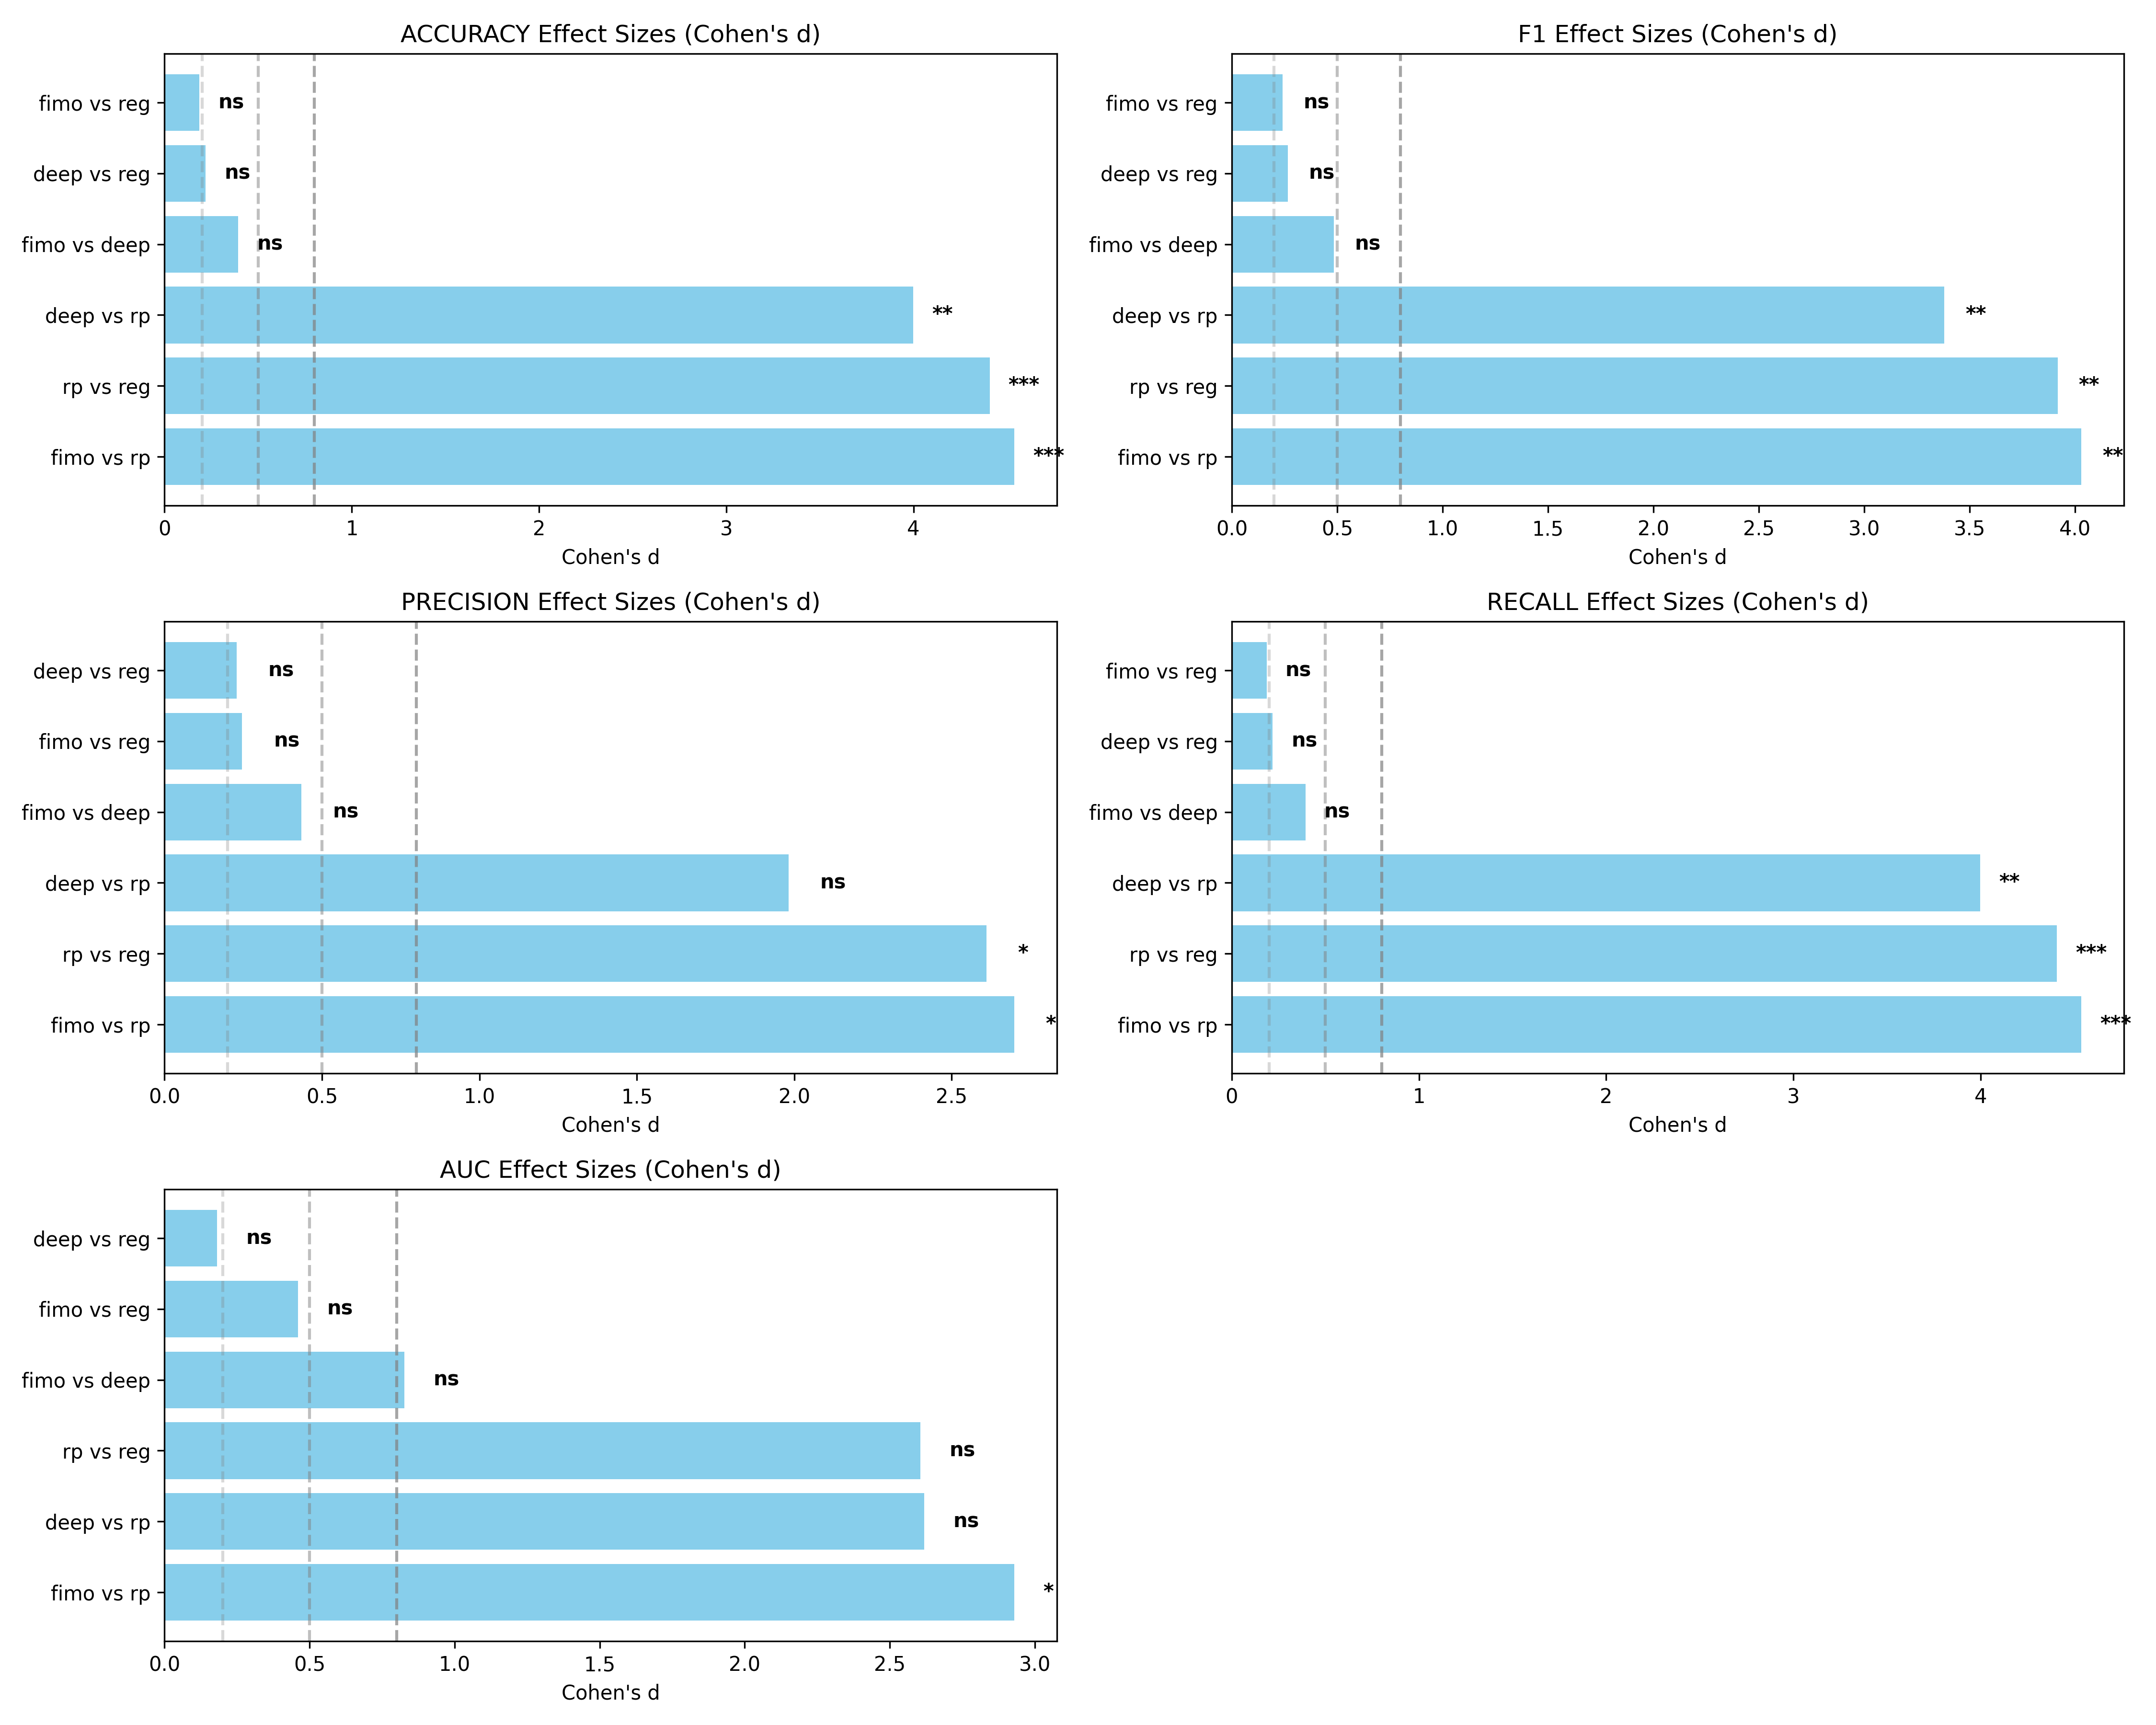 ACCURACY Effect Sizes (Cohen's d)
fimo vs reg
ns
deep vs reg
ns
fimo vs deep
ns
deep vs rp
**
rp vs reg
***
fimo vs rp
***
0 1 2 3 4
Cohen's d
F1 Effect Sizes (Cohen's d)
fimo vs reg
ns
deep vs reg
ns
fimo vs deep
ns
deep vs rp
**
rp vs reg
**
fimo vs rp
**
0.0 0.5 1.0 1.5 2.0 2.5 3.0 3.5 4.0
Cohen's d
PRECISION Effect Sizes (Cohen's d)
deep vs reg
ns
fimo vs reg
ns
fimo vs deep
ns
deep vs rp
ns
rp vs reg
*
fimo vs rp
*
0.0 0.5 1.0 1.5 2.0 2.5
Cohen's d
RECALL Effect Sizes (Cohen's d)
fimo vs reg
ns
deep vs reg
ns
fimo vs deep
ns
deep vs rp
**
rp vs reg
***
fimo vs rp
***
0 1 2 3 4
Cohen's d
AUC Effect Sizes (Cohen's d)
deep vs reg
ns
fimo vs reg
ns
fimo vs deep
ns
rp vs reg
ns
deep vs rp
ns
fimo vs rp
*
0.0 0.5 1.0 1.5 2.0 2.5 3.0
Cohen's d